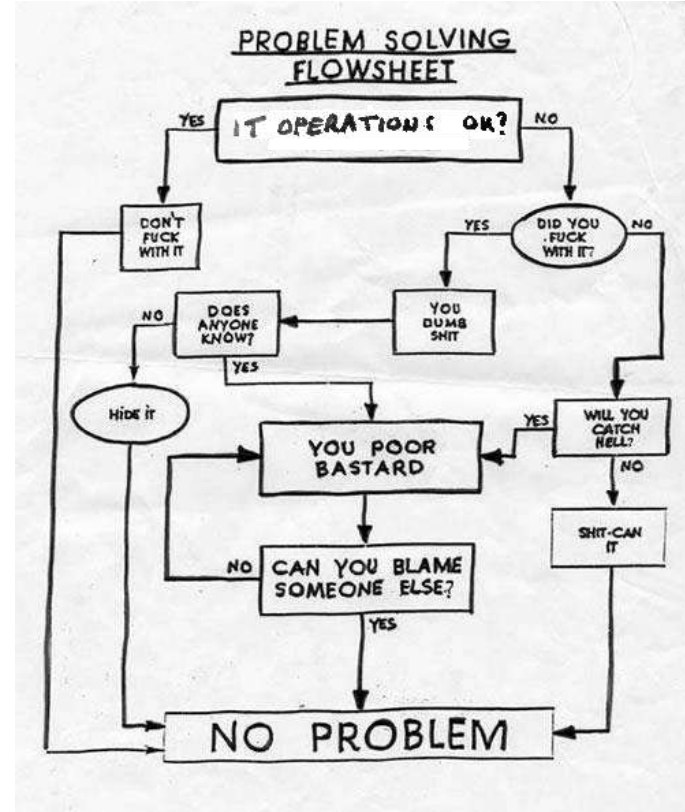 PROBLEM SOLVING
FLOWSHEET
IT OPERATIONS OK?
YES
NO
DON'T
FUCK
WITH IT
DID YOU
FUCK
WITH IT?
YES
NO
YOU
DUMB
SHIT
DOES
ANYONE
KNOW?
NO
YES
HIDE IT
YOU POOR
BASTARD
YES
WILL YOU
CATCH
HELL?
NO
SHIT-CAN
IT
NO
CAN YOU BLAME
SOMEONE ELSE?
YES
NO PROBLEM